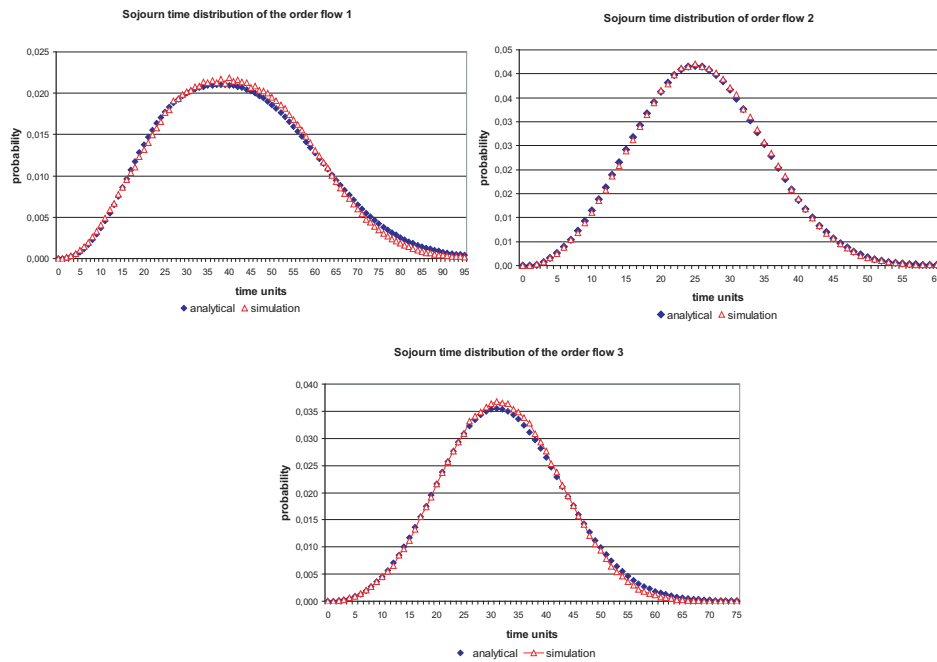 Sojourn time distribution of the order flow 1
0,025
0,020
0,015
0,010
0,005
0,000
probability
0 5 10 15 20 25 30 35 40 45 50 55 60 65 70 75 80 85 90 95
time units
analytical simulation
Sojourn time distribution of order flow 2
0,05
0,04
0,04
0,03
0,03
0,02
0,02
0,01
0,01
0,00
probability
0 5 10 15 20 25 30 35 40 45 50 55 60
time units
analytical simulation
Sojourn time distribution of the order flow 3
0,040
0,035
0,030
0,025
0,020
0,015
0,010
0,005
0,000
probability
0 5 10 15 20 25 30 35 40 45 50 55 60 65 70 75
time units
analytical simulation